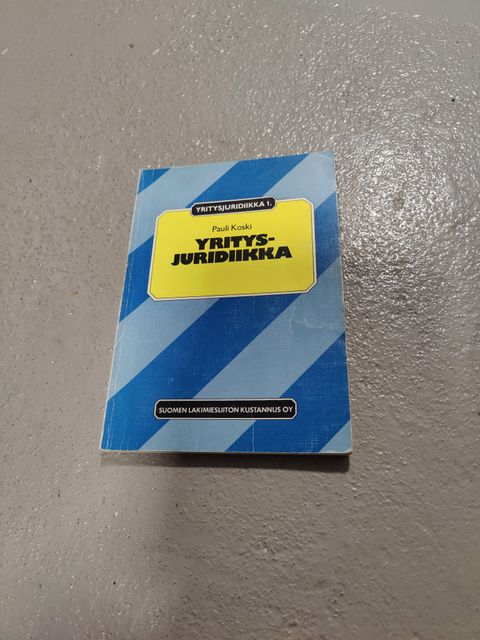 YRITYSJURIDIIKKA 1.
Pauli Koski
YRITYS-
JURIDIIKKA
SUOMEN LAKIMIESLIITON KUSTANNUS OY